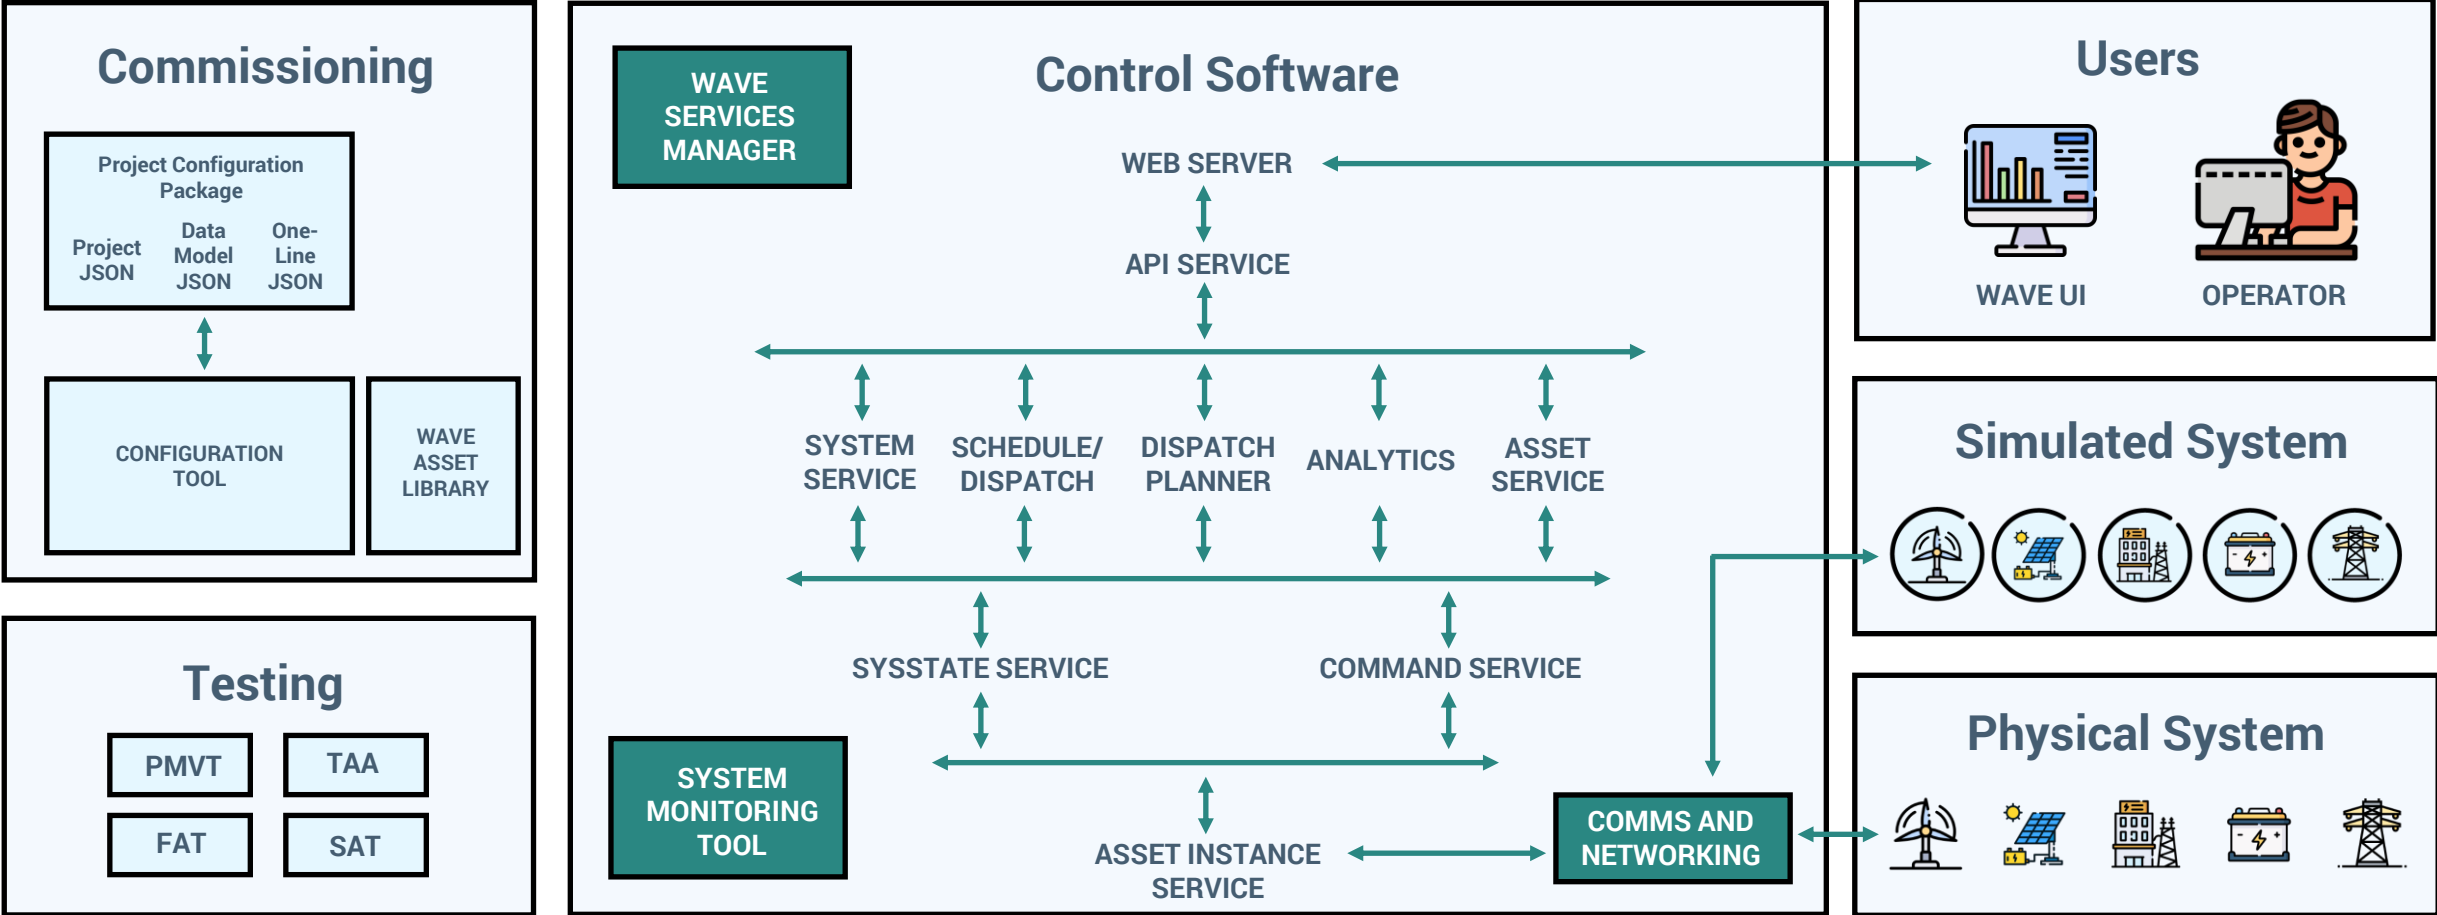 Commissioning
Project Configuration
Package
Project
JSON
Data
Model
JSON
One-
Line
JSON
CONFIGURATION
TOOL
WAVE
ASSET
LIBRARY
Testing
PMVT
TAA
FAT
SAT
WAVE
SERVICES
MANAGER
Control Software
WEB SERVER
API SERVICE
SYSTEM
SERVICE
SCHEDULE/
DISPATCH
DISPATCH
PLANNER
ANALYTICS
ASSET
SERVICE
SYSSTATE SERVICE
COMMAND SERVICE
SYSTEM
MONITORING
TOOL
ASSET INSTANCE
SERVICE
COMMS AND
NETWORKING
Users
WAVE UI
OPERATOR
Simulated System
Physical System